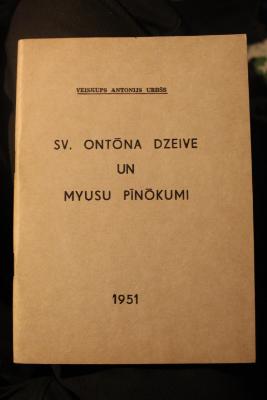 VEISKUPS ANTONIJS URBŠS
SV. ONTŌNA DZEIVE
UN
MYUSU PĪNŌKUMI
1951